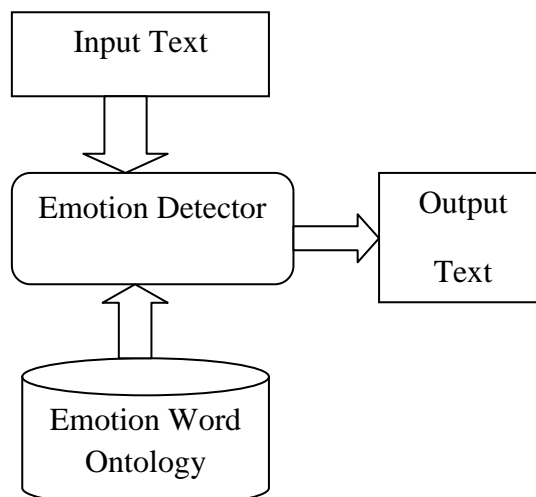 Input Text
Emotion Detector
Output
Text
Emotion Word
Ontology